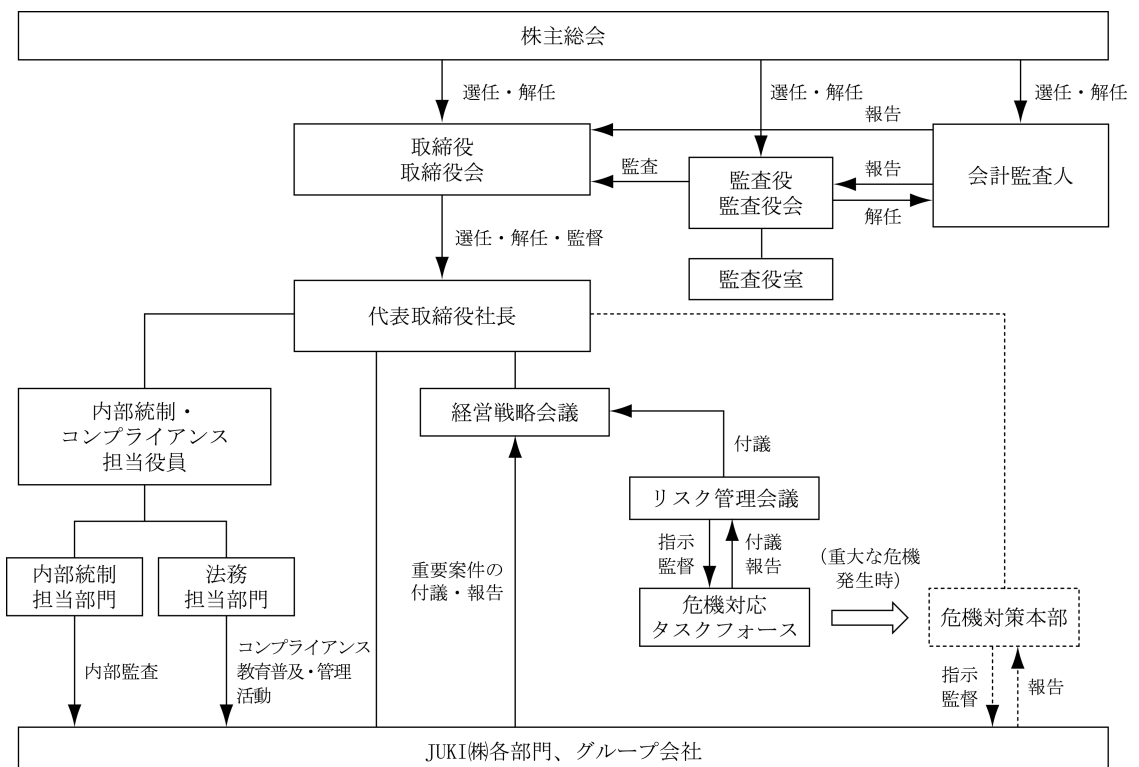 株主総会
選任・解任
選任・解任
選任・解任
報告
取締役
取締役会
監査
監査役
監査役会
報告
解任
会計監査人
選任・解任・監督
監査役室
代表取締役社長
内部統制・
コンプライアンス
担当役員
経営戦略会議
付議
リスク管理会議
指示
監督
付議
報告
(重大な危機
発生時)
内部統制
担当部門
法務
担当部門
重要案件の
付議・報告
危機対応
タスクフォース
危機対策本部
内部監査
コンプライアンス
教育普及・管理
活動
指示
監督
報告
JUKI㈱各部門、グループ会社